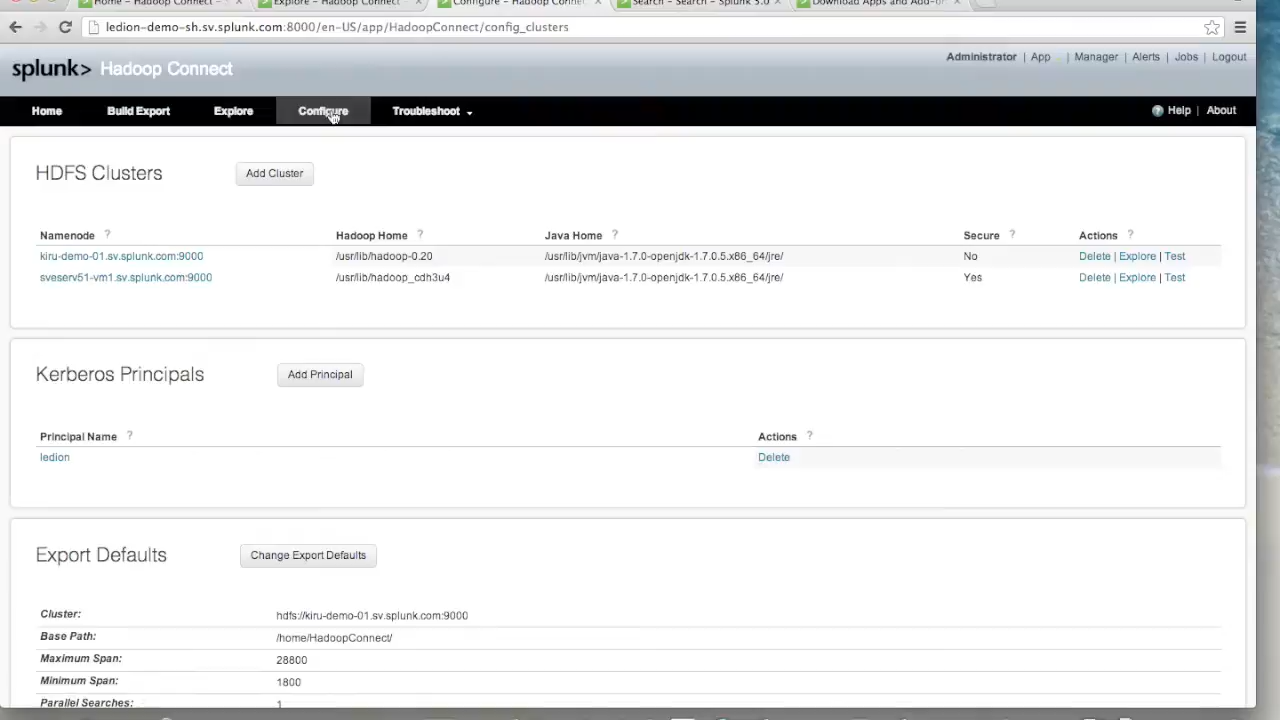 Home – Hadoop Connect – S
Explore – Hadoop Connect –
Configure – Hadoop Connec
Search – Search – Splunk 5.0
Download Apps and Add-on
ledion-demo-sh.sv.splunk.com:8000/en-US/app/HadoopConnect/config_clusters
splunk> Hadoop Connect
Administrator | App | Manager | Alerts | Jobs | Logout
Home Build Export Explore Configure Troubleshoot
? Help | About
HDFS Clusters Add Cluster
Namenode ? Hadoop Home ? Java Home ? Secure ? Actions ?
kiru-demo-01.sv.splunk.com:9000 /usr/lib/hadoop-0.20 /usr/lib/jvm/java-1.7.0-openjdk-1.7.0.5.x86_64/jre/ No Delete | Explore | Test
sveserv51-vm1.sv.splunk.com:9000 /usr/lib/hadoop_cdh3u4 /usr/lib/jvm/java-1.7.0-openjdk-1.7.0.5.x86_64/jre/ Yes Delete | Explore | Test
Kerberos Principals Add Principal
Principal Name ? Actions ?
ledion Delete
Export Defaults Change Export Defaults
Cluster: hdfs://kiru-demo-01.sv.splunk.com:9000
Base Path: /home/HadoopConnect/
Maximum Span: 28800
Minimum Span: 1800
Parallel Searches: 1